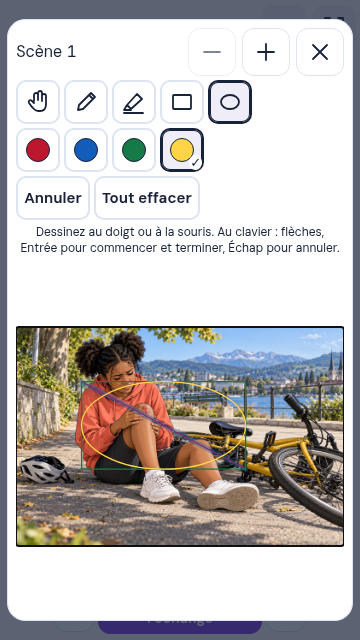 Scène 1
Annuler
Tout effacer
Dessinez au doigt ou à la souris. Au clavier : flèches,
Entrée pour commencer et terminer, Échap pour annuler.